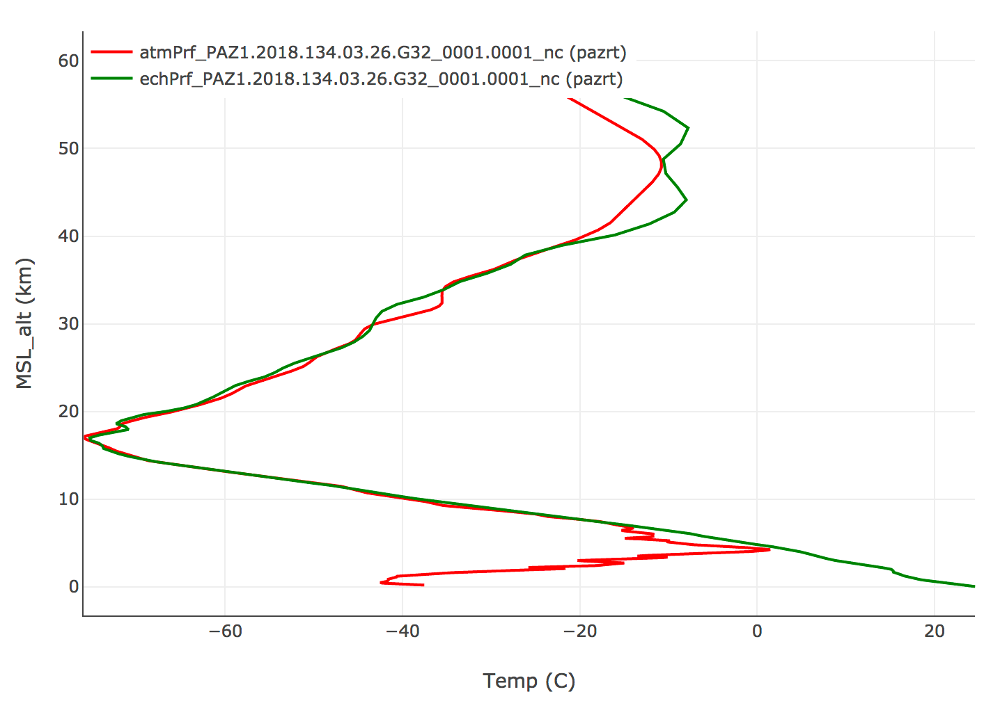 atmPrf_PAZ1.2018.134.03.26.G32_0001.0001_nc (pazrt)
echPrf_PAZ1.2018.134.03.26.G32_0001.0001_nc (pazrt)
60
50
40
30
20
10
0
MSL_alt (km)
−60 −40 −20 0 20
Temp (C)